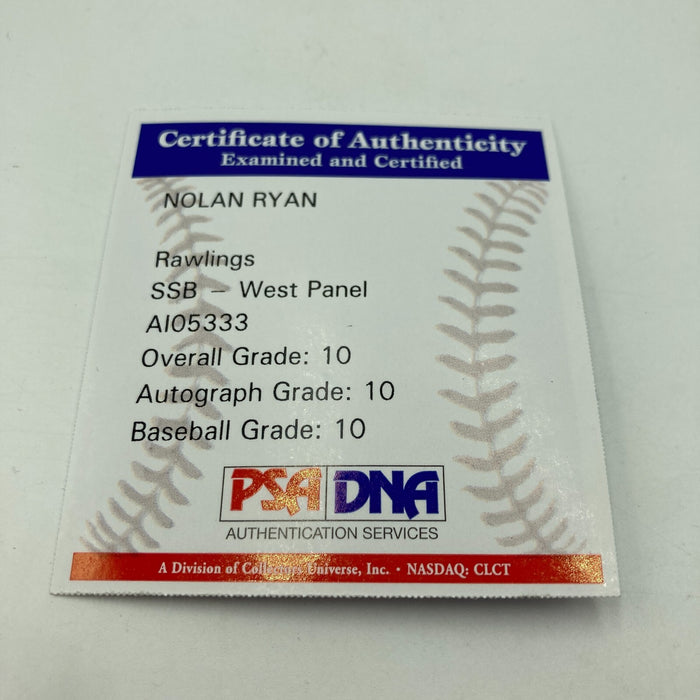 Certificate of Authenticity
Examined and Certified
NOLAN RYAN
Rawlings
SSB - West Panel
AI05333
Overall Grade: 10
Autograph Grade: 10
Baseball Grade: 10
PSA DNA
AUTHENTICATION SERVICES
A Division of Collectors Universe, Inc. • NASDAQ: CLCT